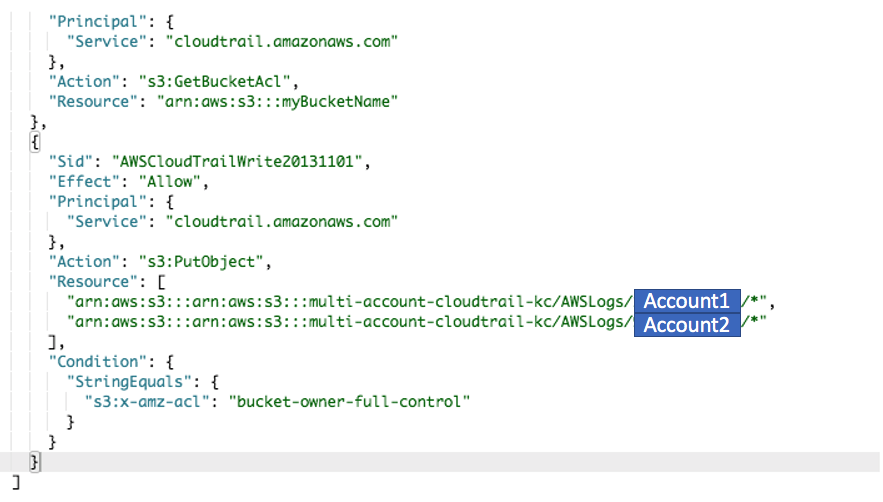 "Principal": {
"Service": "cloudtrail.amazonaws.com"
},
"Action": "s3:GetBucketAcl",
"Resource": "arn:aws:s3:::myBucketName"
},
{
"Sid": "AWSCloudTrailWrite20131101",
"Effect": "Allow",
"Principal": {
"Service": "cloudtrail.amazonaws.com"
},
"Action": "s3:PutObject",
"Resource": [
"arn:aws:s3:::arn:aws:s3:::multi-account-cloudtrail-kc/AWSLogs/ Account1 /*",
"arn:aws:s3:::arn:aws:s3:::multi-account-cloudtrail-kc/AWSLogs/ Account2 /*"
],
"Condition": {
"StringEquals": {
"s3:x-amz-acl": "bucket-owner-full-control"
}
}
}
]